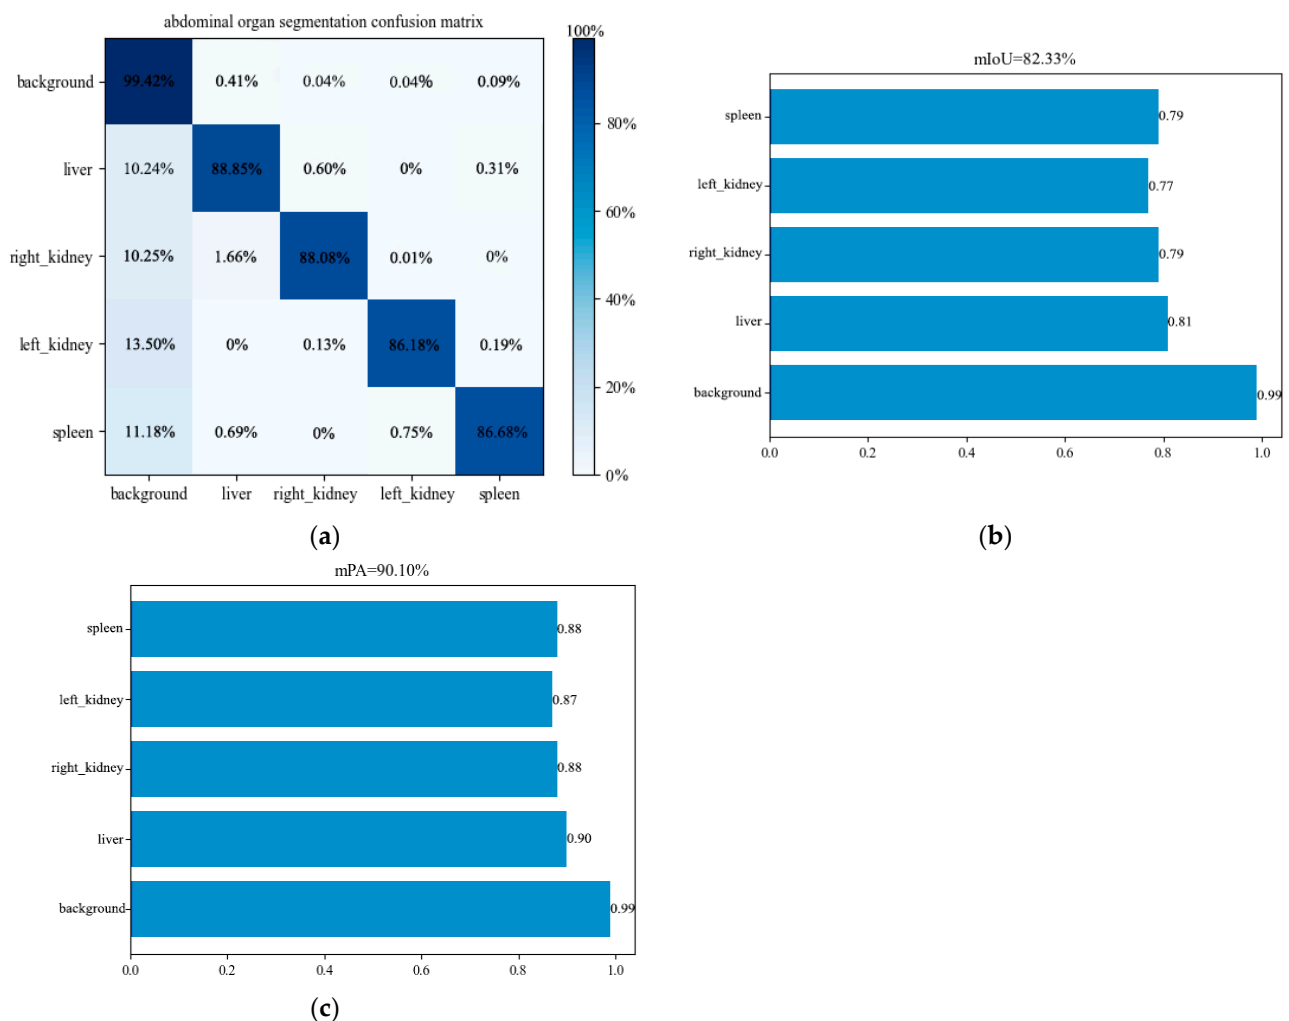 abdominal organ segmentation confusion matrix
100%
background 99.42% 0.41% 0.04% 0.04% 0.09%
80%
liver 10.24% 88.85% 0.60% 0% 0.31%
60%
right_kidney 10.25% 1.66% 88.08% 0.01% 0%
40%
left_kidney 13.50% 0% 0.13% 86.18% 0.19%
20%
spleen 11.18% 0.69% 0% 0.75% 86.68%
0%
background liver right_kidney left_kidney spleen
(a)
mIoU=82.33%
spleen 0.79
left_kidney 0.77
right_kidney 0.79
liver 0.81
background 0.99
0.0 0.2 0.4 0.6 0.8 1.0
(b)
mPA=90.10%
spleen 0.88
left_kidney 0.87
right_kidney 0.88
liver 0.90
background 0.99
0.0 0.2 0.4 0.6 0.8 1.0
(c)